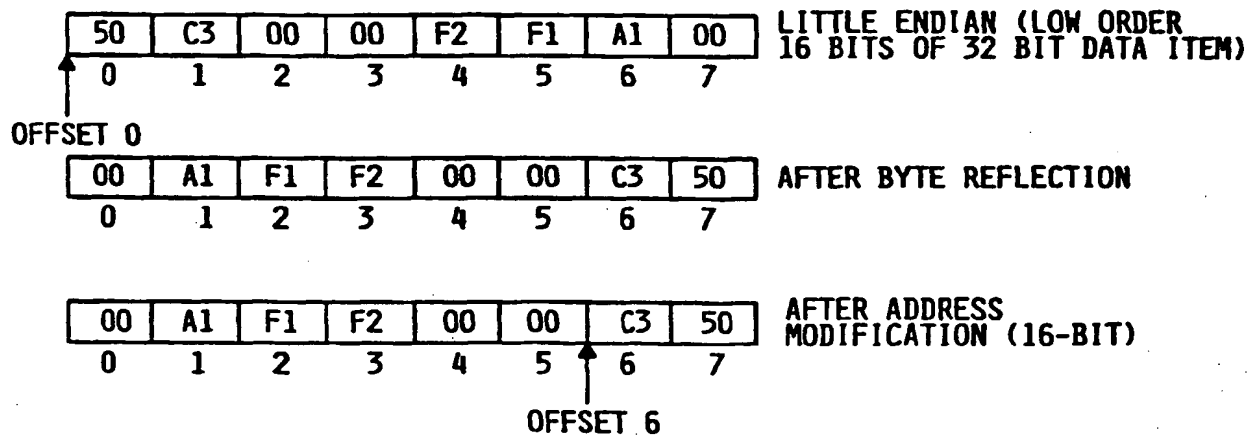 50 C3 00 00 F2 F1 A1 00 LITTLE ENDIAN (LOW ORDER
16 BITS OF 32 BIT DATA ITEM)
0 1 2 3 4 5 6 7
OFFSET 0
00 A1 F1 F2 00 00 C3 50 AFTER BYTE REFLECTION
0 1 2 3 4 5 6 7
00 A1 F1 F2 00 00 C3 50 AFTER ADDRESS
MODIFICATION (16-BIT)
0 1 2 3 4 5 6 7
OFFSET 6